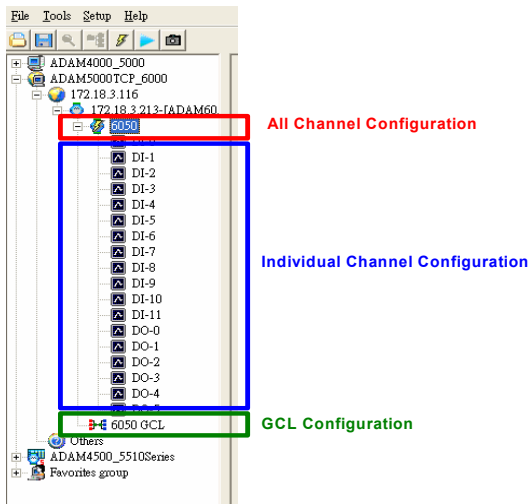 File Tools Setup Help
ADAM4000_5000
ADAM5000TCP_6000
172.18.3.116
172.18.3.213-[ADAM60
6050
All Channel Configuration
DI-1
DI-2
DI-3
DI-4
DI-5
DI-6
DI-7
DI-8
DI-9
DI-10
DI-11
DO-0
DO-1
DO-2
DO-3
DO-4
Individual Channel Configuration
6050 GCL
GCL Configuration
Others
ADAM4500_5510Series
Favorites group